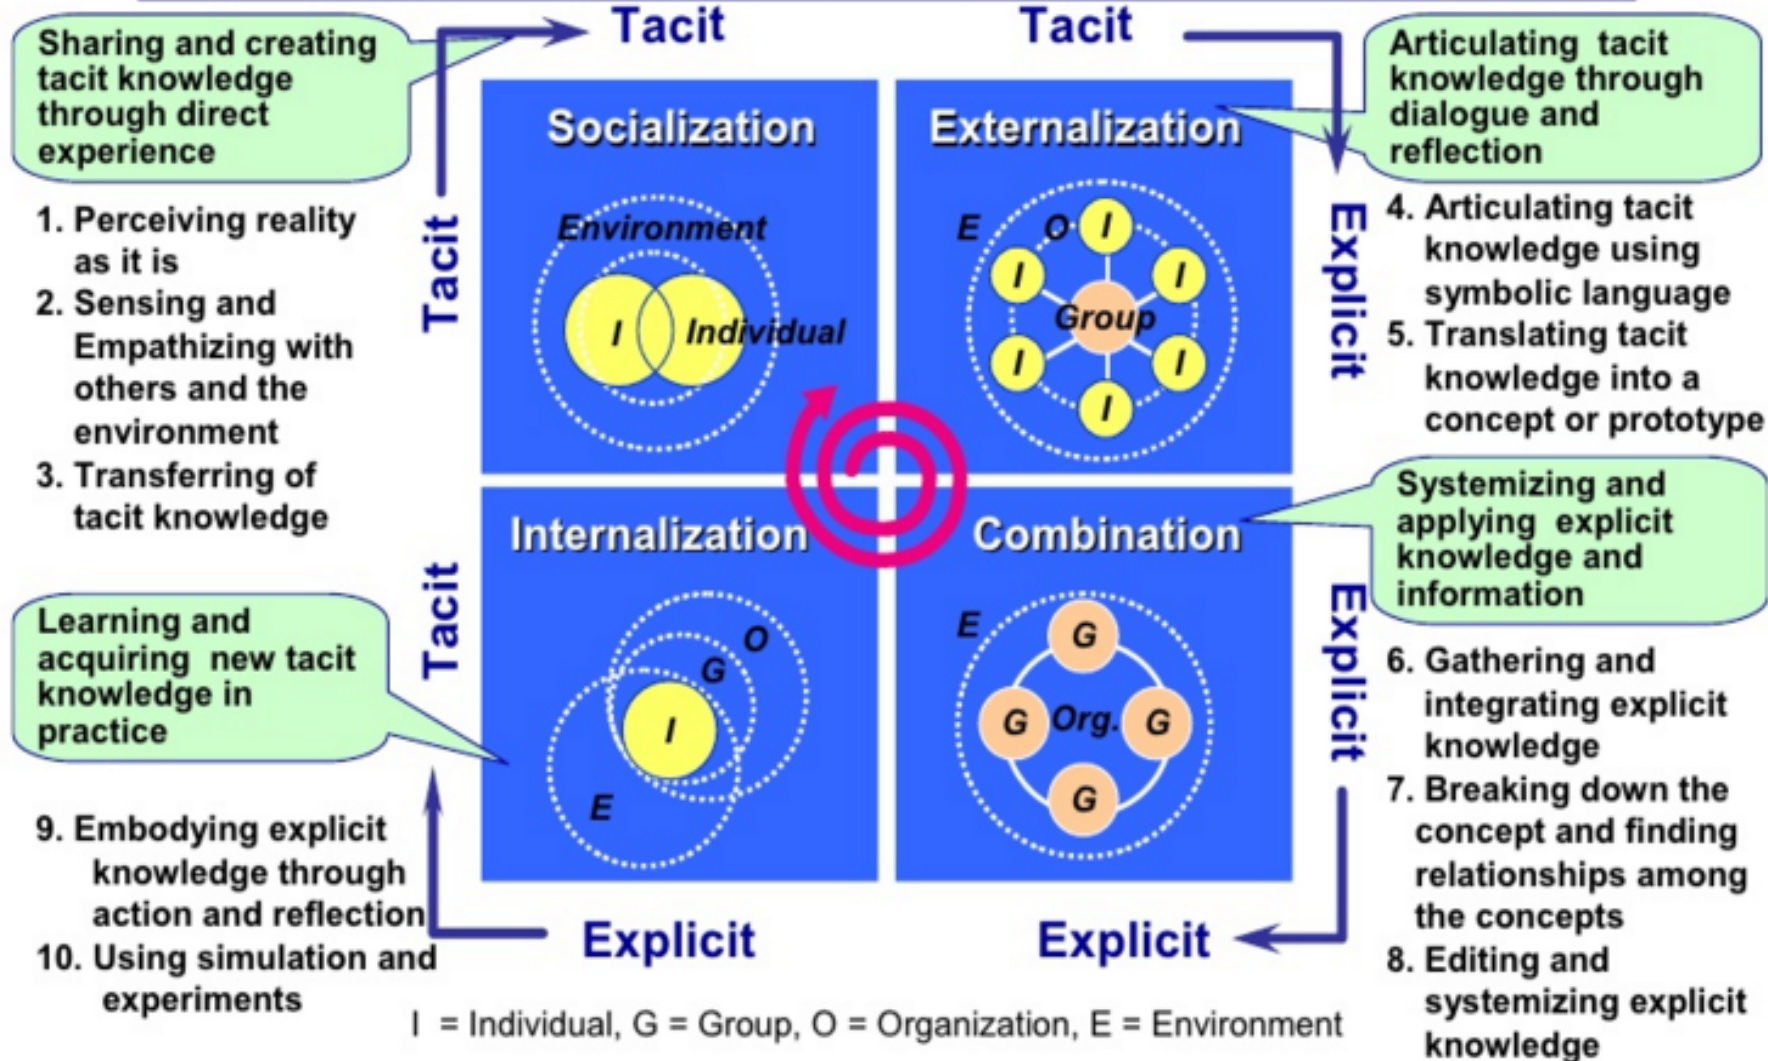 Tacit
Tacit
Sharing and creating
tacit knowledge
through direct
experience
Articulating tacit
knowledge through
dialogue and
reflection
Socialization
Externalization
1. Perceiving reality
as it is
2. Sensing and
Empathizing with
others and the
environment
3. Transferring of
tacit knowledge
Tacit
Environment
I
Individual
E
O
I
I
I
Group
I
I
I
Explicit
4. Articulating tacit
knowledge using
symbolic language
5. Translating tacit
knowledge into a
concept or prototype
Internalization
Combination
Systemizing and
applying explicit
knowledge and
information
Learning and
acquiring new tacit
knowledge in
practice
Tacit
O
G
I
E
E
G
G
Org.
G
G
Explicit
6. Gathering and
integrating explicit
knowledge
7. Breaking down the
concept and finding
relationships among
the concepts
8. Editing and
systemizing explicit
knowledge
9. Embodying explicit
knowledge through
action and reflection
10. Using simulation and
experiments
Explicit
Explicit
I = Individual, G = Group, O = Organization, E = Environment